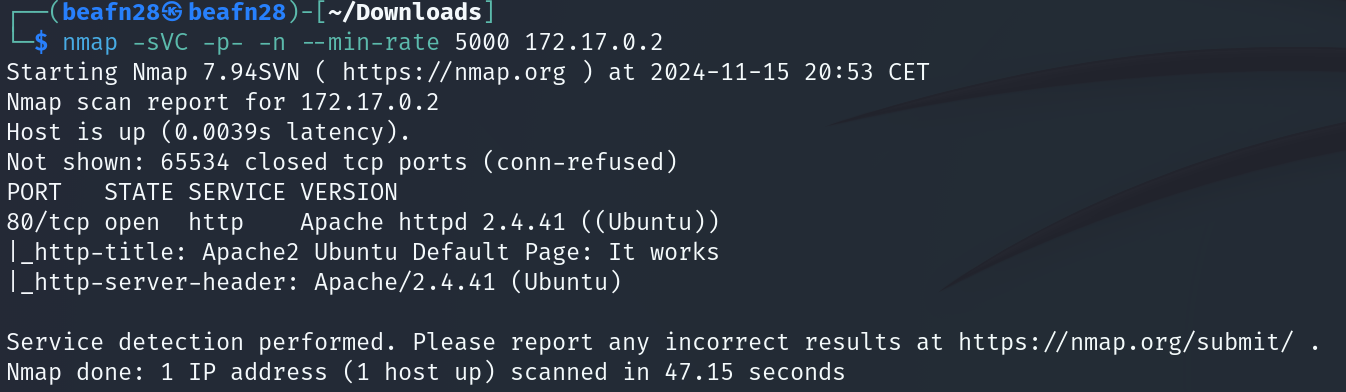 ┌──(beafn28㉿beafn28)-[~/Downloads]
└─$ nmap -sVC -p- -n --min-rate 5000 172.17.0.2
Starting Nmap 7.94SVN ( https://nmap.org ) at 2024-11-15 20:53 CET
Nmap scan report for 172.17.0.2
Host is up (0.0039s latency).
Not shown: 65534 closed tcp ports (conn-refused)
PORT   STATE SERVICE VERSION
80/tcp open  http    Apache httpd 2.4.41 ((Ubuntu))
|_http-title: Apache2 Ubuntu Default Page: It works
|_http-server-header: Apache/2.4.41 (Ubuntu)
Service detection performed. Please report any incorrect results at https://nmap.org/submit/ .
Nmap done: 1 IP address (1 host up) scanned in 47.15 seconds